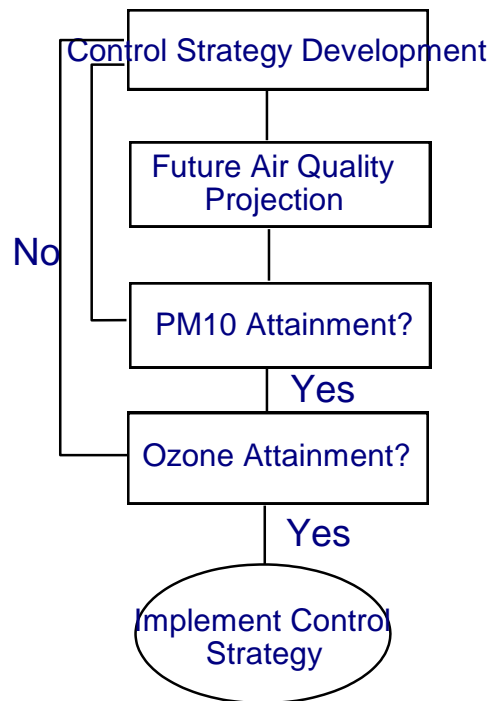 Control Strategy Development
Future Air Quality
Projection
No
PM10 Attainment?
Yes
Ozone Attainment?
Yes
Implement Control
Strategy